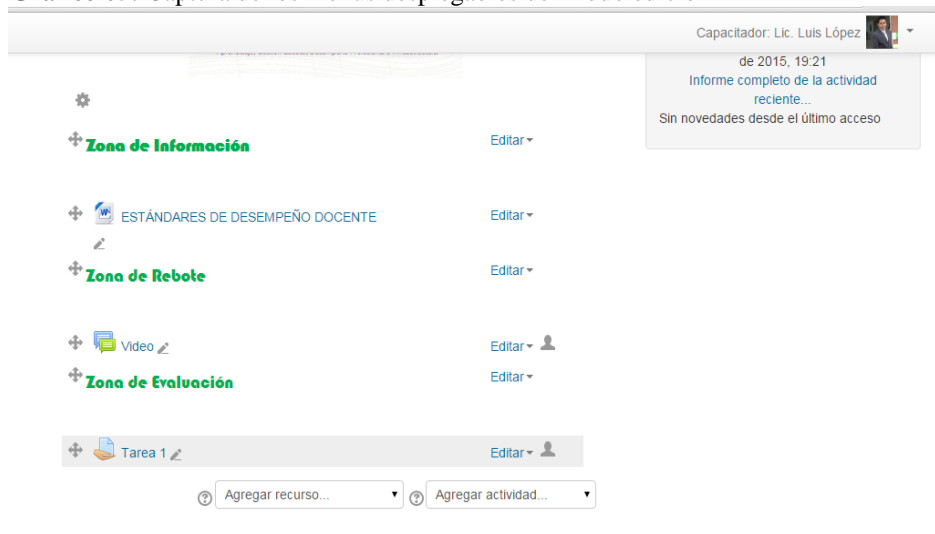 Capacitador: Lic. Luis López
de 2015, 19:21
Informe completo de la actividad
reciente...
Sin novedades desde el último acceso
Zona de Información Editar
ESTÁNDARES DE DESEMPEÑO DOCENTE Editar
Zona de Rebote Editar
Video Editar
Zona de Evaluación Editar
Tarea 1 Editar
Agregar recurso... Agregar actividad...